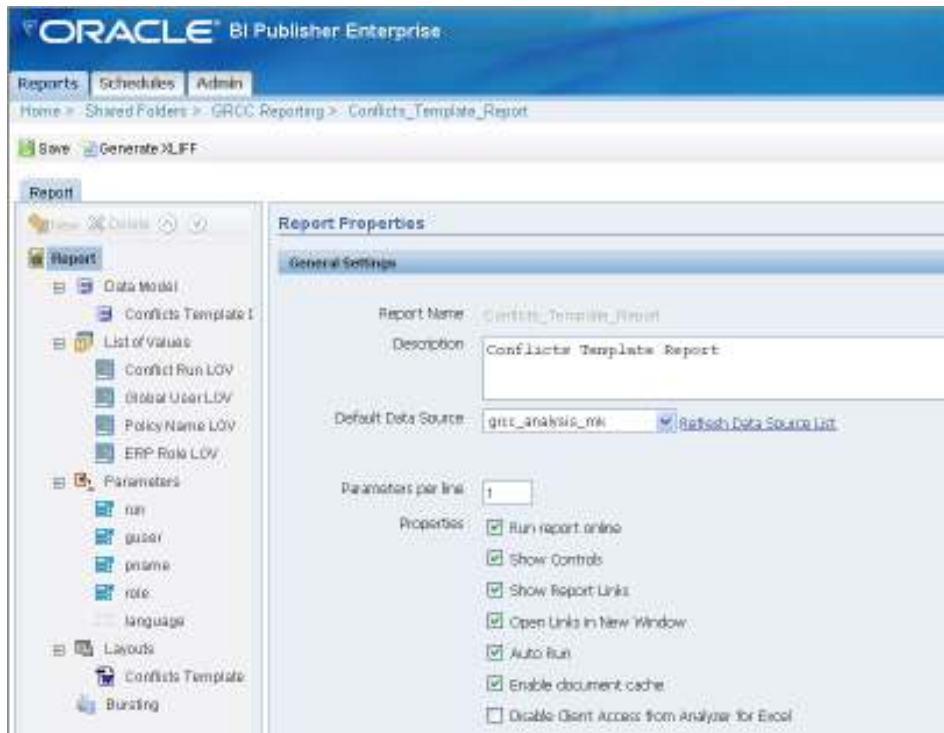 ORACLE BI Publisher Enterprise
Reports Schedules Admin
Home > Shared Folders > GRCC Reporting > Conflicts_Template_Report
Save Generate XLIFF
Report
New Delete
Report Properties
Report
General Settings
Data Model
Conflicts Template
Report Name Conflicts_Template_Report
List of Values
Description Conflicts Template Report
Conflict Run LOV
Global User LOV
Policy Name LOV
Default Data Source grcc_analysis_mk Refresh Data Source List
ERP Role LOV
Parameters
Parameters per line 1
run
Properties Run report online
guser
Show Controls
pname
Show Report Links
role
language
Open Links in New Window
Layouts
Auto Run
Conflicts Template
Enable document cache
Bursting
Disable Client Access from Analyzer for Excel